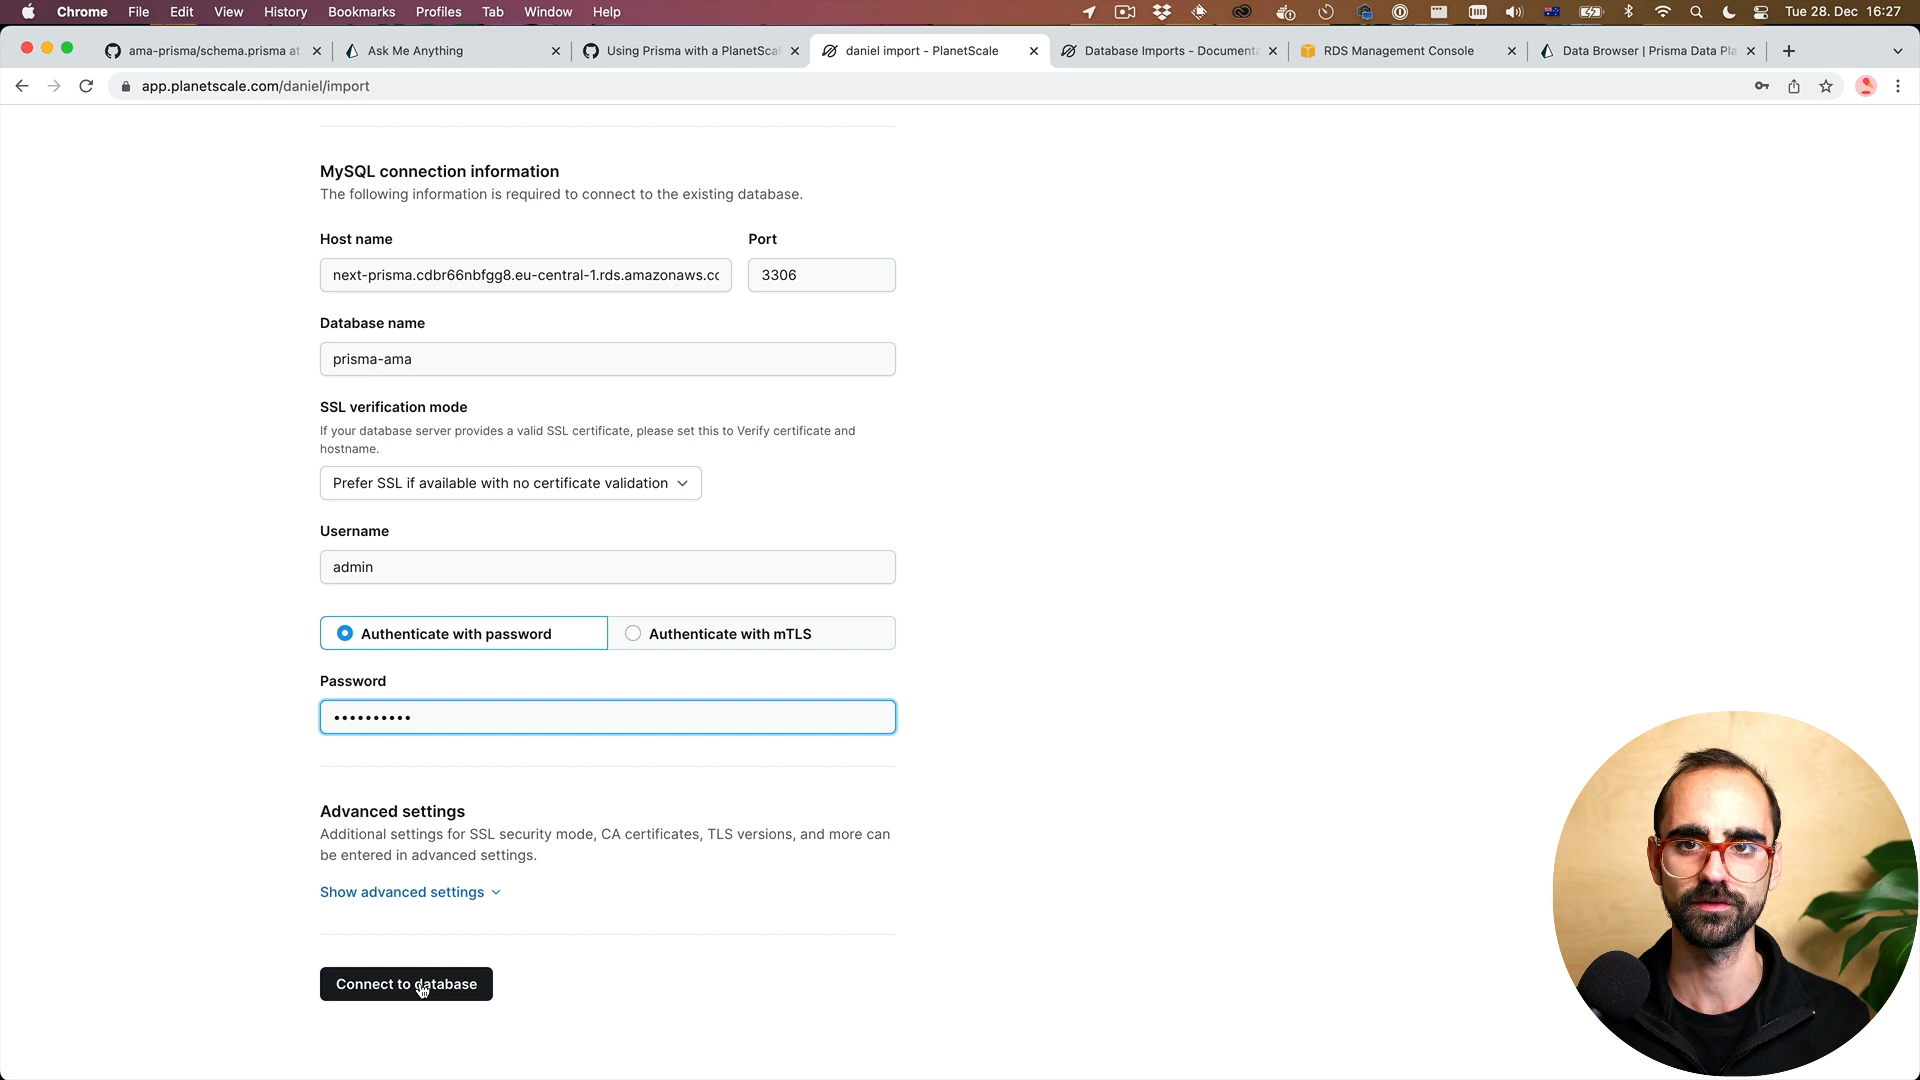 Chrome File Edit View History Bookmarks Profiles Tab Window Help Tue 28. Dec 16:27
ama-prisma/schema.prisma at Ask Me Anything Using Prisma with a PlanetScal daniel import - PlanetScale Database Imports - Documenta RDS Management Console Data Browser | Prisma Data Pla
app.planetscale.com/daniel/import
MySQL connection information
The following information is required to connect to the existing database.
Host name Port
next-prisma.cdbr66nbfgg8.eu-central-1.rds.amazonaws.cc 3306
Database name
prisma-ama
SSL verification mode
If your database server provides a valid SSL certificate, please set this to Verify certificate and
hostname.
Prefer SSL if available with no certificate validation
Username
admin
Authenticate with password Authenticate with mTLS
Password
••••••••••
Advanced settings
Additional settings for SSL security mode, CA certificates, TLS versions, and more can
be entered in advanced settings.
Show advanced settings
Connect to database